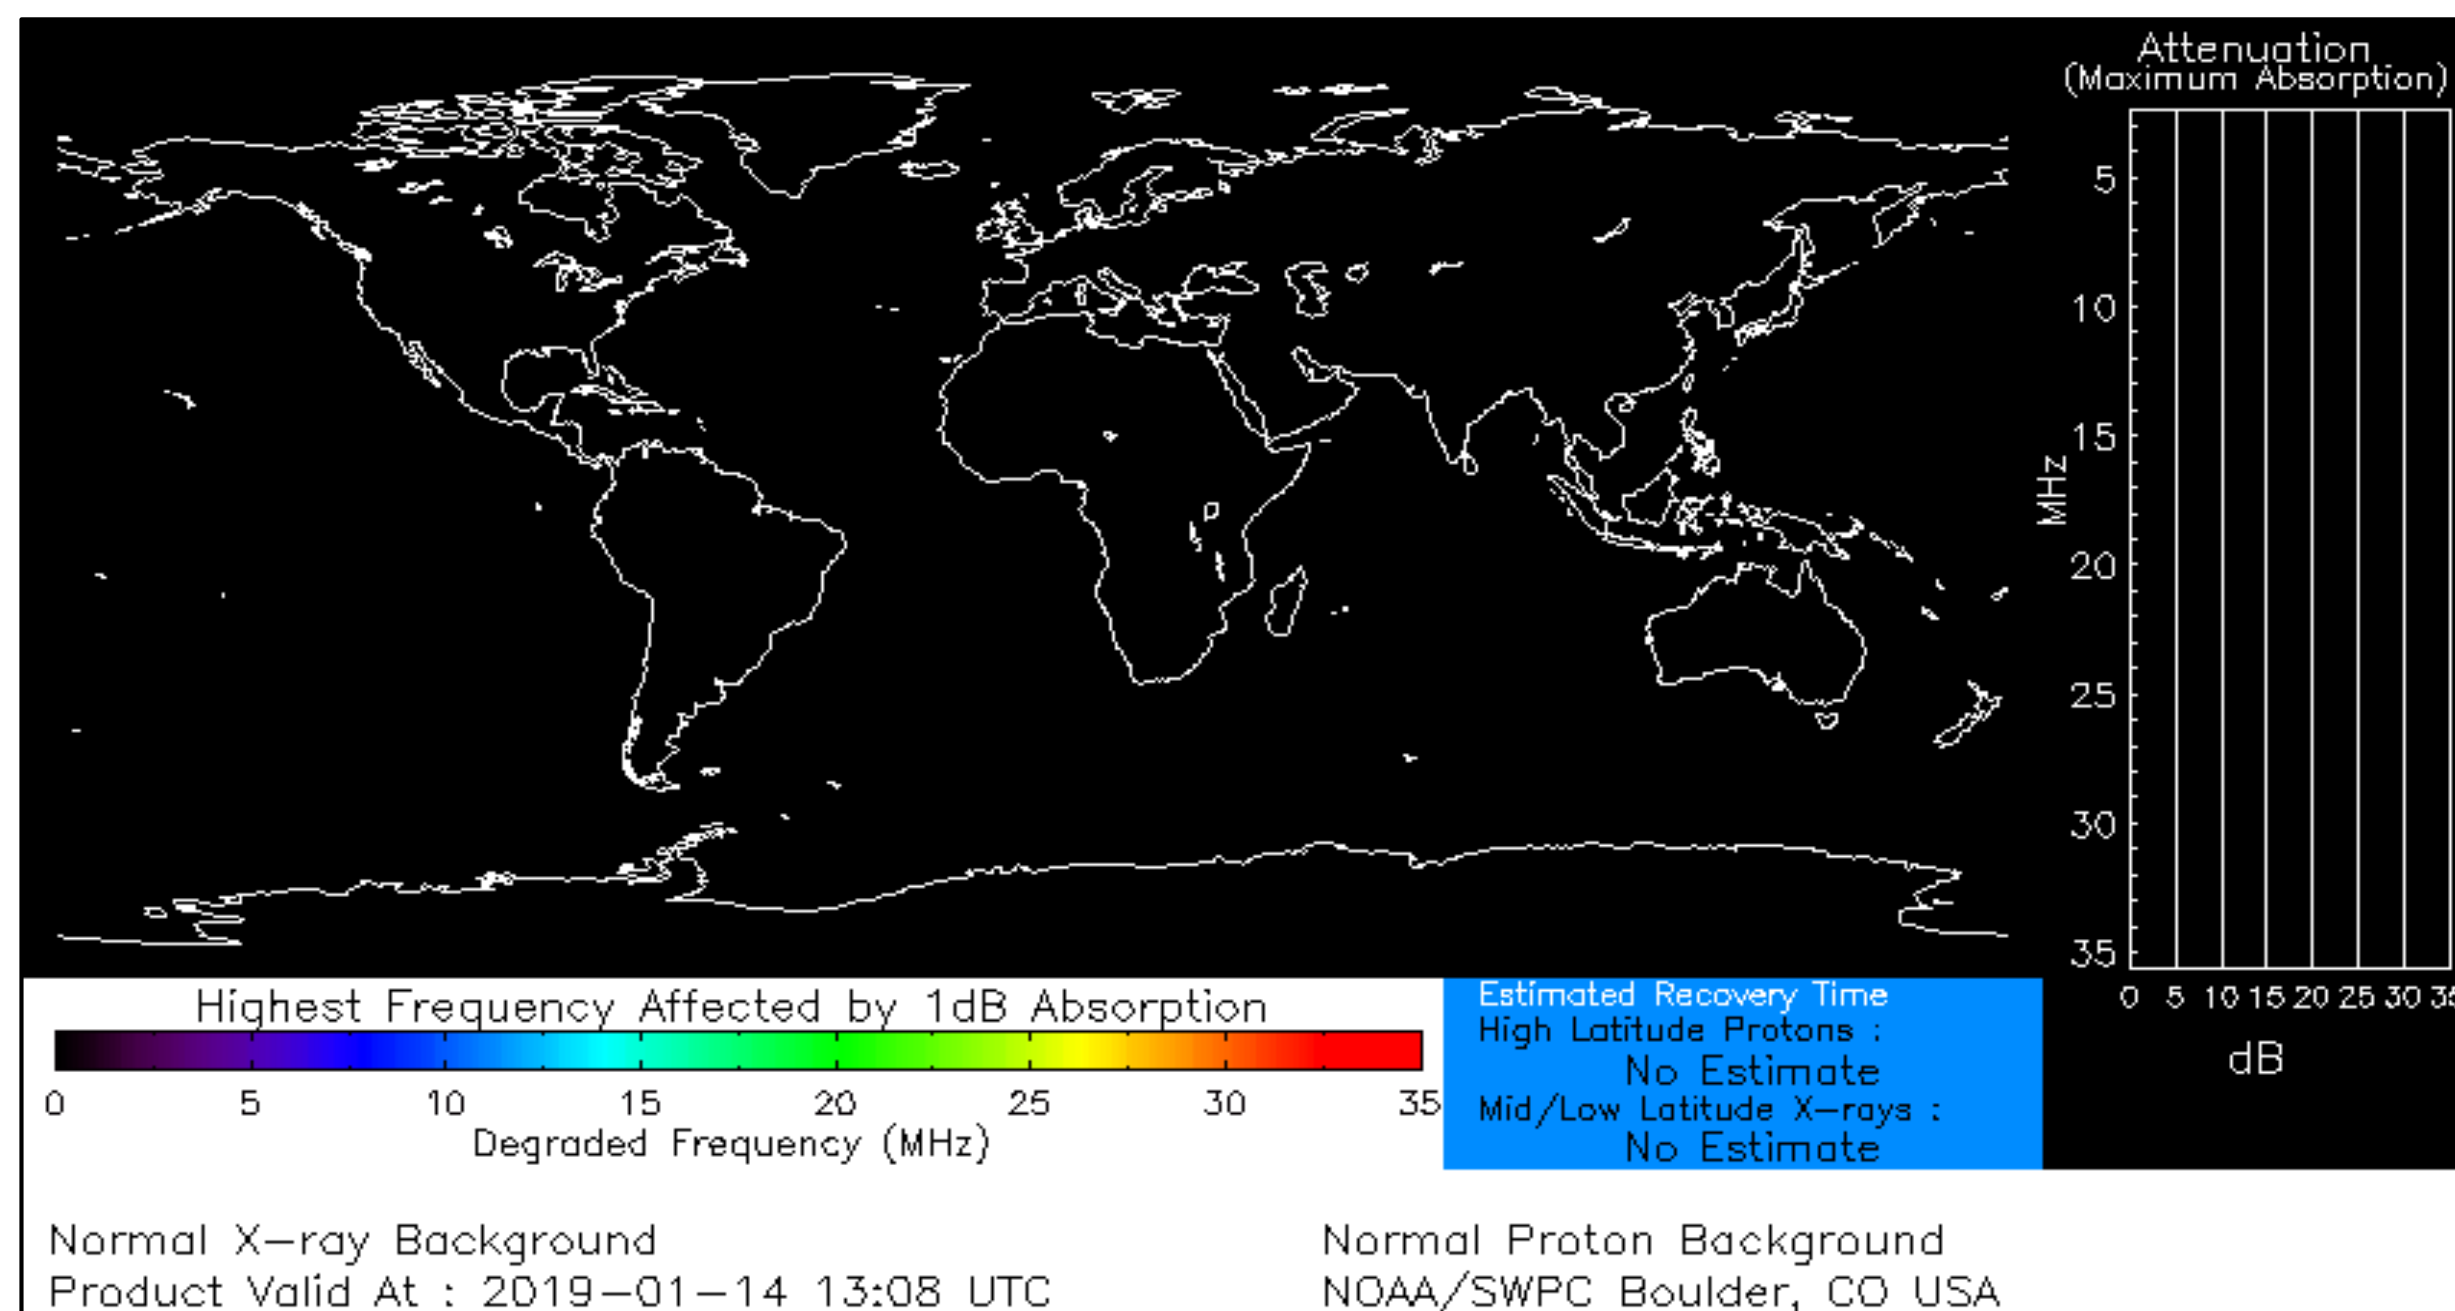 Attenuation
(Maximum Absorption)
5
10
15
20
25
30
35
MHz
0 5 10 15 20 25 30
dB
Highest Frequency Affected by 1dB Absorption
0 5 10 15 20 25 30 35
Degraded Frequency (MHz)
Estimated Recovery Time
High Latitude Protons :
No Estimate
Mid/Low Latitude X-rays :
No Estimate
Normal X-ray Background
Normal Proton Background
Product Valid At : 2019-01-14 13:08 UTC
NOAA/SWPC Boulder, CO USA